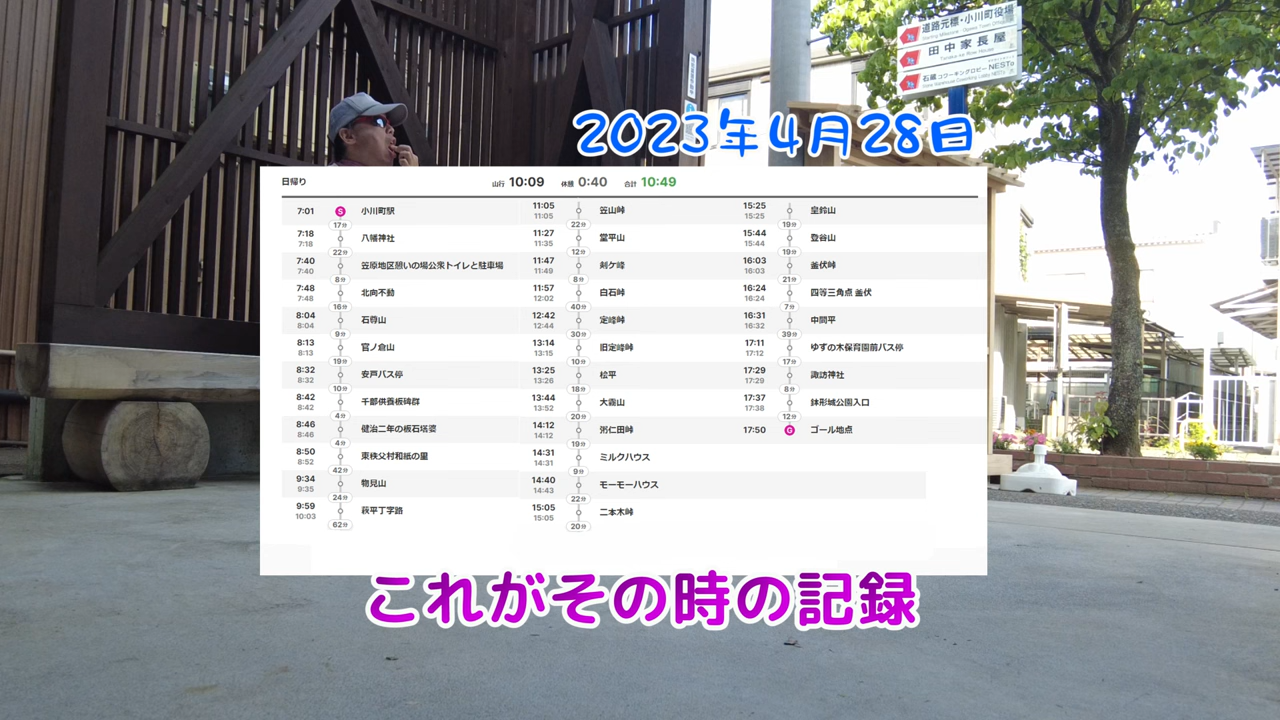 道路元標・小川町役場
田中家長屋
石蔵コワーキングロビーNESTo
2023年4月28日
日帰り 山行 10:09 休憩 0:40 合計 10:49
7:01 S 小川町駅
17分
7:18 7:18 八幡神社
22分
7:40 7:40 笠原地区憩いの場公衆トイレと駐車場
8分
7:48 7:48 北向不動
16分
8:04 8:04 石尊山
9分
8:13 8:13 官ノ倉山
19分
8:32 8:32 安戸バス停
10分
8:42 8:42 千部供養板碑群
4分
8:46 8:46 健治二年の板石塔婆
4分
8:50 8:52 東秩父村和紙の里
42分
9:34 9:35 物見山
24分
9:59 10:03 萩平丁字路
62分
11:05 11:05 笠山峠
22分
11:27 11:35 堂平山
12分
11:47 11:49 剣ケ峰
8分
11:57 12:02 白石峠
40分
12:42 12:44 定峰峠
30分
13:14 13:15 旧定峰峠
10分
13:25 13:26 桧平
18分
13:44 13:52 大霧山
20分
14:12 14:12 粥仁田峠
19分
14:31 14:31 ミルクハウス
9分
14:40 14:43 モーモーハウス
22分
15:05 15:05 二本木峠
20分
15:25 15:25 皇鈴山
19分
15:44 15:44 登谷山
19分
16:03 16:03 釜伏峠
21分
16:24 16:24 四等三角点 釜伏
7分
16:31 16:32 中間平
39分
17:11 17:12 ゆずの木保育園前バス停
17分
17:29 17:29 諏訪神社
8分
17:37 17:38 鉢形城公園入口
12分
17:50 G ゴール地点
これがその時の記録